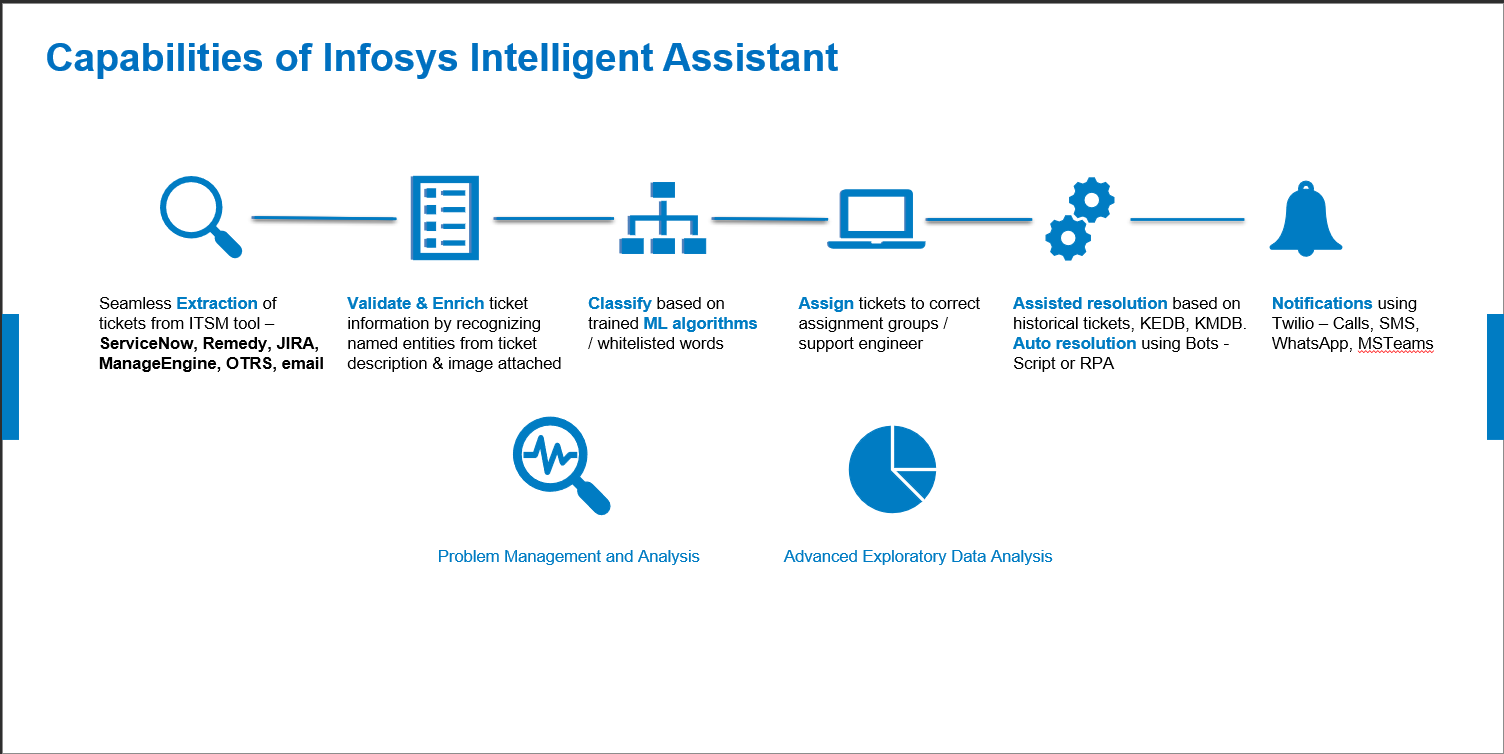 Capabilities of Infosys Intelligent Assistant
Seamless Extraction of
tickets from ITSM tool –
ServiceNow, Remedy, JIRA,
ManageEngine, OTRS, email
Validate & Enrich ticket
information by recognizing
named entities from ticket
description & image attached
Classify based on
trained ML algorithms
/ whitelisted words
Assign tickets to correct
assignment groups /
support engineer
Assisted resolution based on
historical tickets, KEDB, KMDB.
Auto resolution using Bots -
Script or RPA
Notifications using
Twilio – Calls, SMS,
WhatsApp, MSTeams
Problem Management and Analysis
Advanced Exploratory Data Analysis